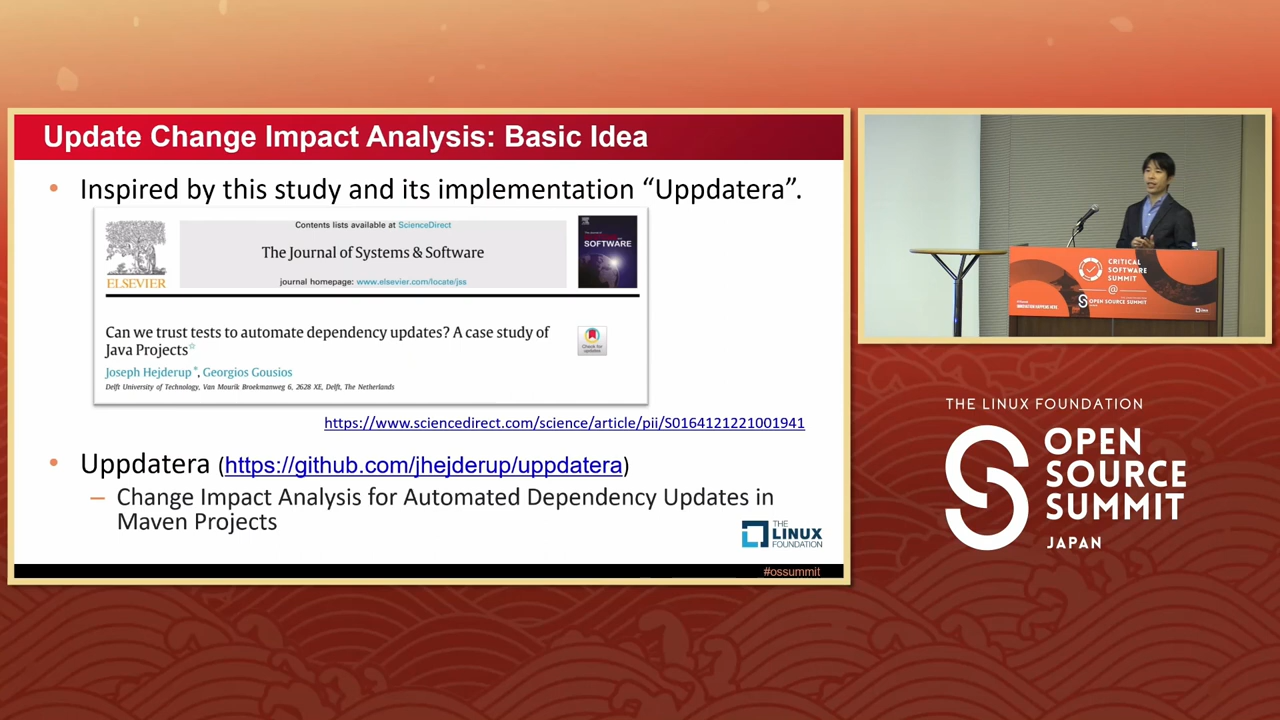 Update Change Impact Analysis: Basic Idea
• Inspired by this study and its implementation “Uppdatera”.
Contents lists available at ScienceDirect
The Journal of Systems & Software
journal homepage: www.elsevier.com/locate/jss
ELSEVIER
SOFTWARE
Can we trust tests to automate dependency updates? A case study of
Java Projects☆
Check for
updates
Joseph Hejderup *, Georgios Gousios
Delft University of Technology, Van Mourik Broekmanweg 6, 2628 XE, Delft, The Netherlands
https://www.sciencedirect.com/science/article/pii/S0164121221001941
• Uppdatera (https://github.com/jhejderup/uppdatera)
– Change Impact Analysis for Automated Dependency Updates in
Maven Projects
THE
LINUX
FOUNDATION
#ossummit
CRITICAL
SOFTWARE
SUMMIT
@
OPEN SOURCE SUMMIT
THE LINUX FOUNDATION
OPEN
SOURCE
SUMMIT
JAPAN